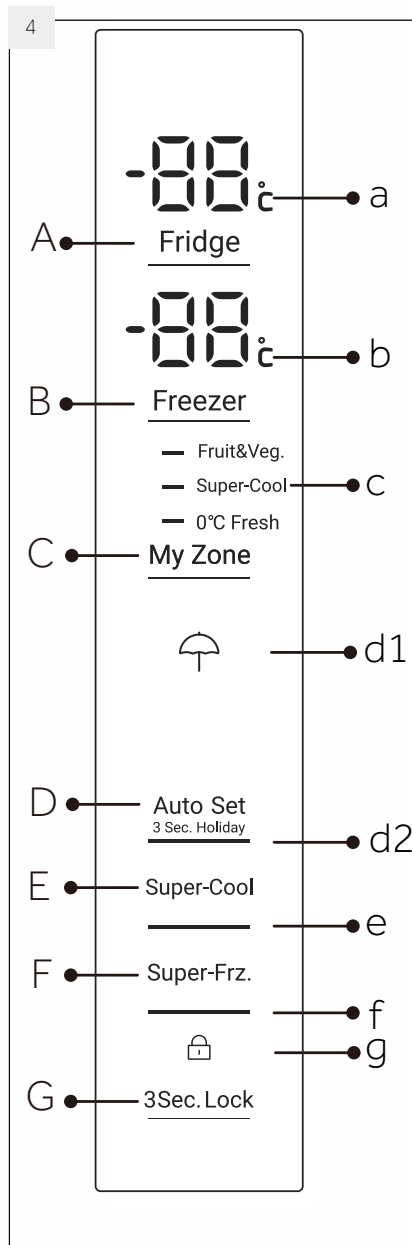 4
-88°C
a
A
Fridge
-88°C
b
B
Freezer
Fruit&Veg.
Super-Cool
c
0°C Fresh
C
My Zone
d1
D
Auto Set
3 Sec. Holiday
d2
E
Super-Cool
e
F
Super-Frz.
f
g
G
3Sec. Lock